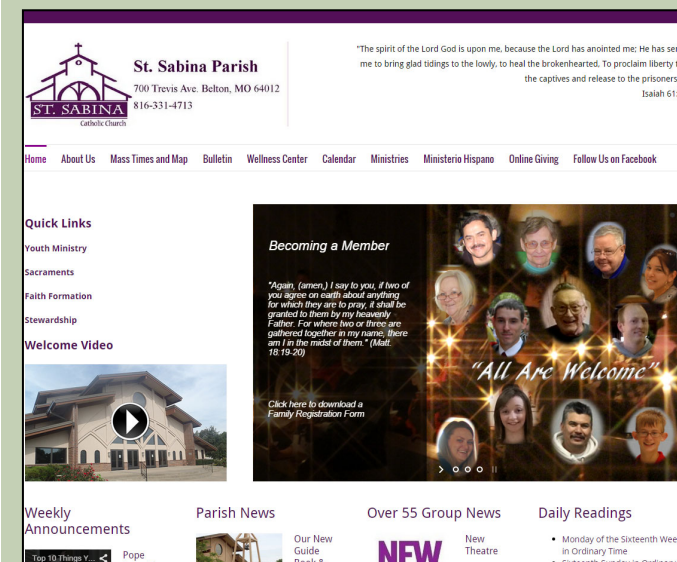 "The spirit of the Lord God is upon me, because the Lord has anointed me; He has
me to bring glad tidings to the lowly, to heal the brokenhearted, To proclaim liberty
the captives and release to the prisoners
Isaiah 61:
ST. SABINA
Catholic Church
St. Sabina Parish
700 Trevis Ave. Belton, MO 64012
816-331-4713
Home About Us Mass Times and Map Bulletin Wellness Center Calendar Ministries Ministerio Hispano Online Giving Follow Us on Facebook
Quick Links
Youth Ministry
Sacraments
Faith Formation
Stewardship
Welcome Video
Becoming a Member
"Again, (amen,) I say to you, if two of
you agree on earth about anything
for which they are to pray, it shall be
granted to them by my heavenly
Father. For where two or three are
gathered together in my name, there
am I in the midst of them." (Matt.
18:19-20)
Click here to download a
Family Registration Form
"All Are Welcome"
Weekly
Announcements
Top 10 Things Y...
Pope
Parish News
Our New
Guide
Book &
Over 55 Group News
NEW
New
Theatre
Daily Readings
Monday of the Sixteenth
in Ordinary Time
Sixteenth Sunday in Ordinary